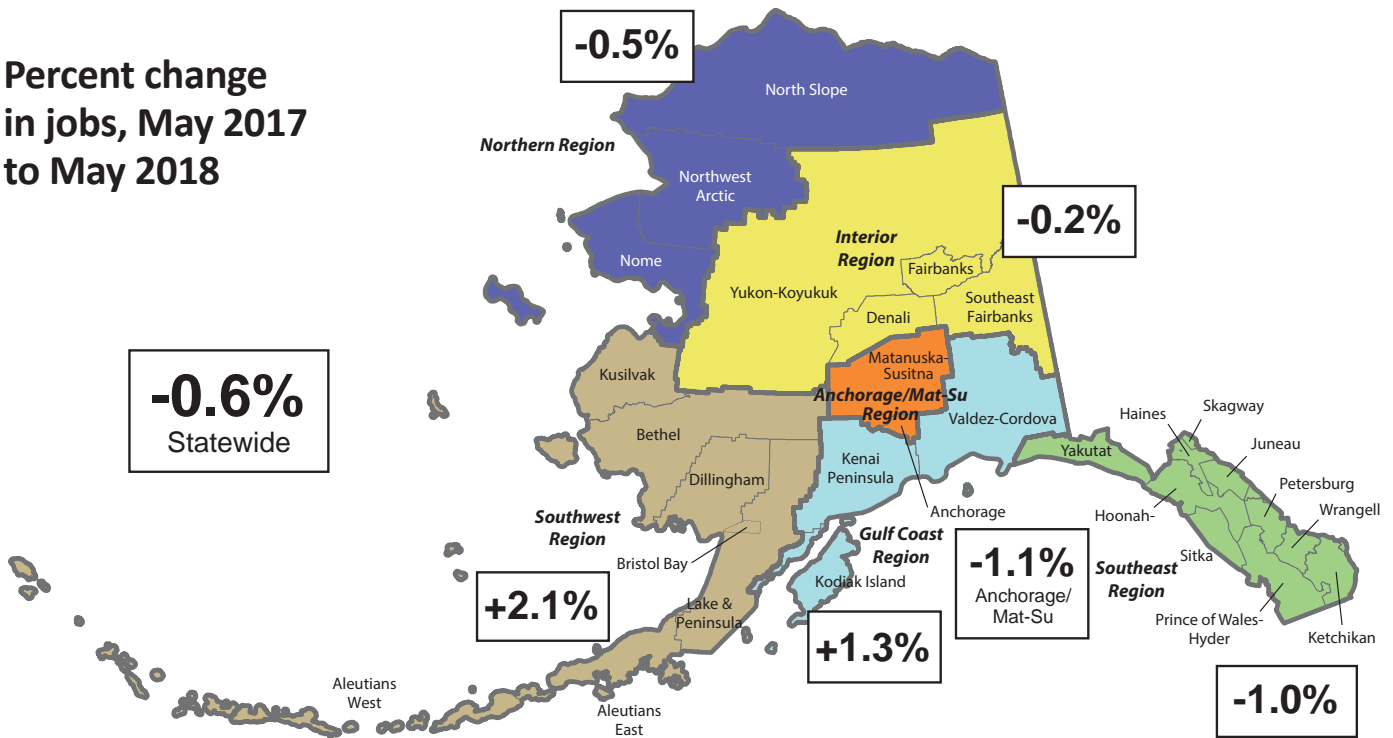 Percent change
in jobs, May 2017
to May 2018
-0.5%
North Slope
Northern Region
Northwest
Arctic
-0.2%
Interior
Region
Nome
Fairbanks
Yukon-Koyukuk
Southeast
Fairbanks
Denali
-0.6%
Statewide
Kusilvak
Matanuska-
Susitna
Anchorage/Mat-Su
Region
Valdez-Cordova
Bethel
Haines
Skagway
Juneau
Yakutat
Kenai
Peninsula
Dillingham
Petersburg
Wrangell
Anchorage
Hoonah-
Southwest
Region
Gulf Coast
Region
Bristol Bay
-1.1%
Anchorage/
Mat-Su
Sitka
Southeast
Region
Kodiak Island
+2.1%
Lake &
Peninsula
Prince of Wales-
Hyder
Ketchikan
+1.3%
Aleutians
West
Aleutians
East
-1.0%